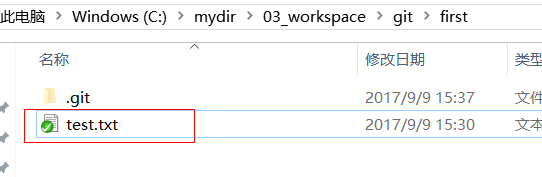 此电脑 › Windows (C:) › mydir › 03_workspace › git › first
名称 修改日期 类型
.git 2017/9/9 15:37 文件
test.txt 2017/9/9 15:30 文本